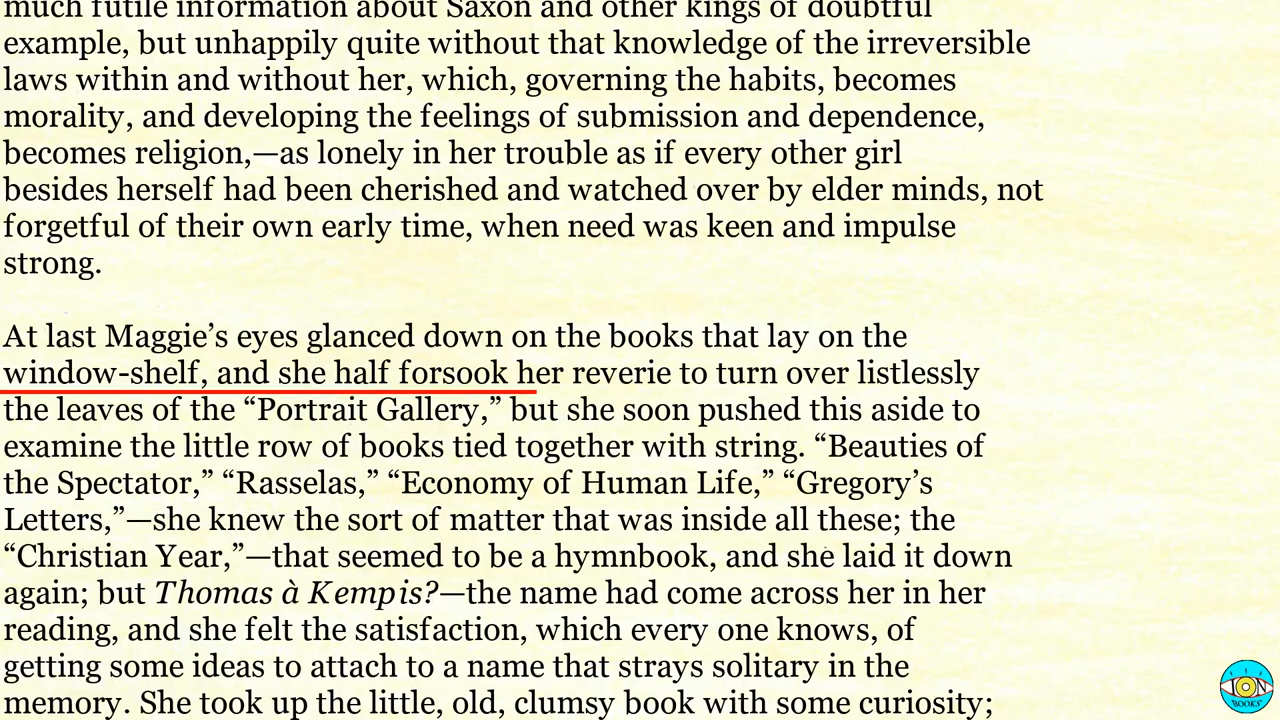 much futile information about Saxon and other kings of doubtful
example, but unhappily quite without that knowledge of the irreversible
laws within and without her, which, governing the habits, becomes
morality, and developing the feelings of submission and dependence,
becomes religion,—as lonely in her trouble as if every other girl
besides herself had been cherished and watched over by elder minds, not
forgetful of their own early time, when need was keen and impulse
strong.
At last Maggie’s eyes glanced down on the books that lay on the
window-shelf, and she half forsook her reverie to turn over listlessly
the leaves of the “Portrait Gallery,” but she soon pushed this aside to
examine the little row of books tied together with string. “Beauties of
the Spectator,” “Rasselas,” “Economy of Human Life,” “Gregory’s
Letters,”—she knew the sort of matter that was inside all these; the
“Christian Year,”—that seemed to be a hymnbook, and she laid it down
again; but Thomas à Kempis?—the name had come across her in her
reading, and she felt the satisfaction, which every one knows, of
getting some ideas to attach to a name that strays solitary in the
memory. She took up the little, old, clumsy book with some curiosity;
ION
BOOKS